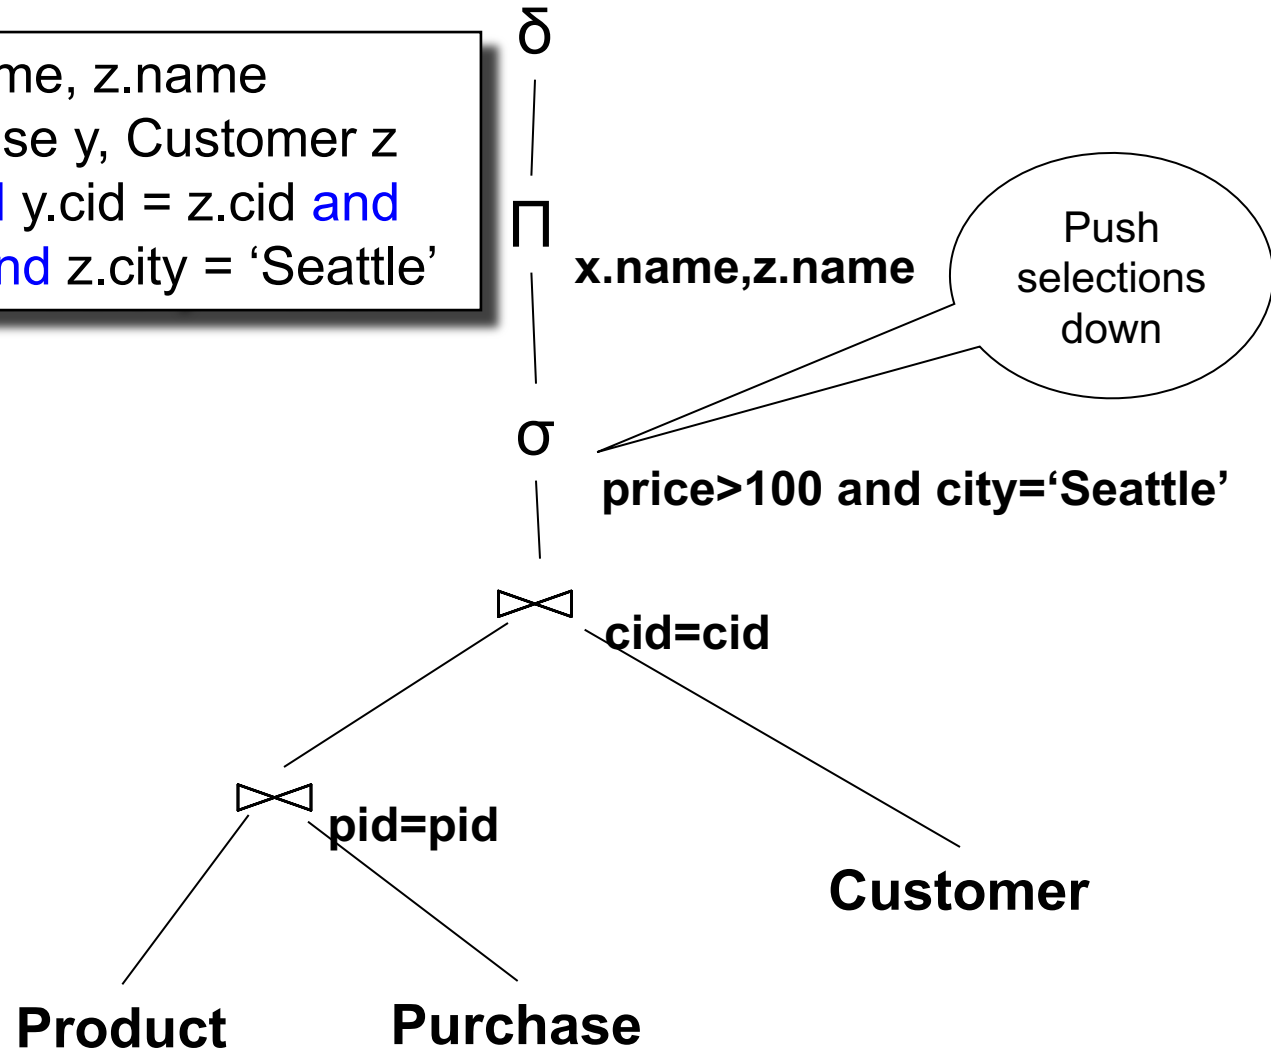 δ
me, z.name
se y, Customer z
y.cid = z.cid and
nd z.city = ‘Seattle’
Π
x.name,z.name
Push
selections
down
σ
price>100 and city=‘Seattle’
cid=cid
pid=pid
Customer
Product
Purchase